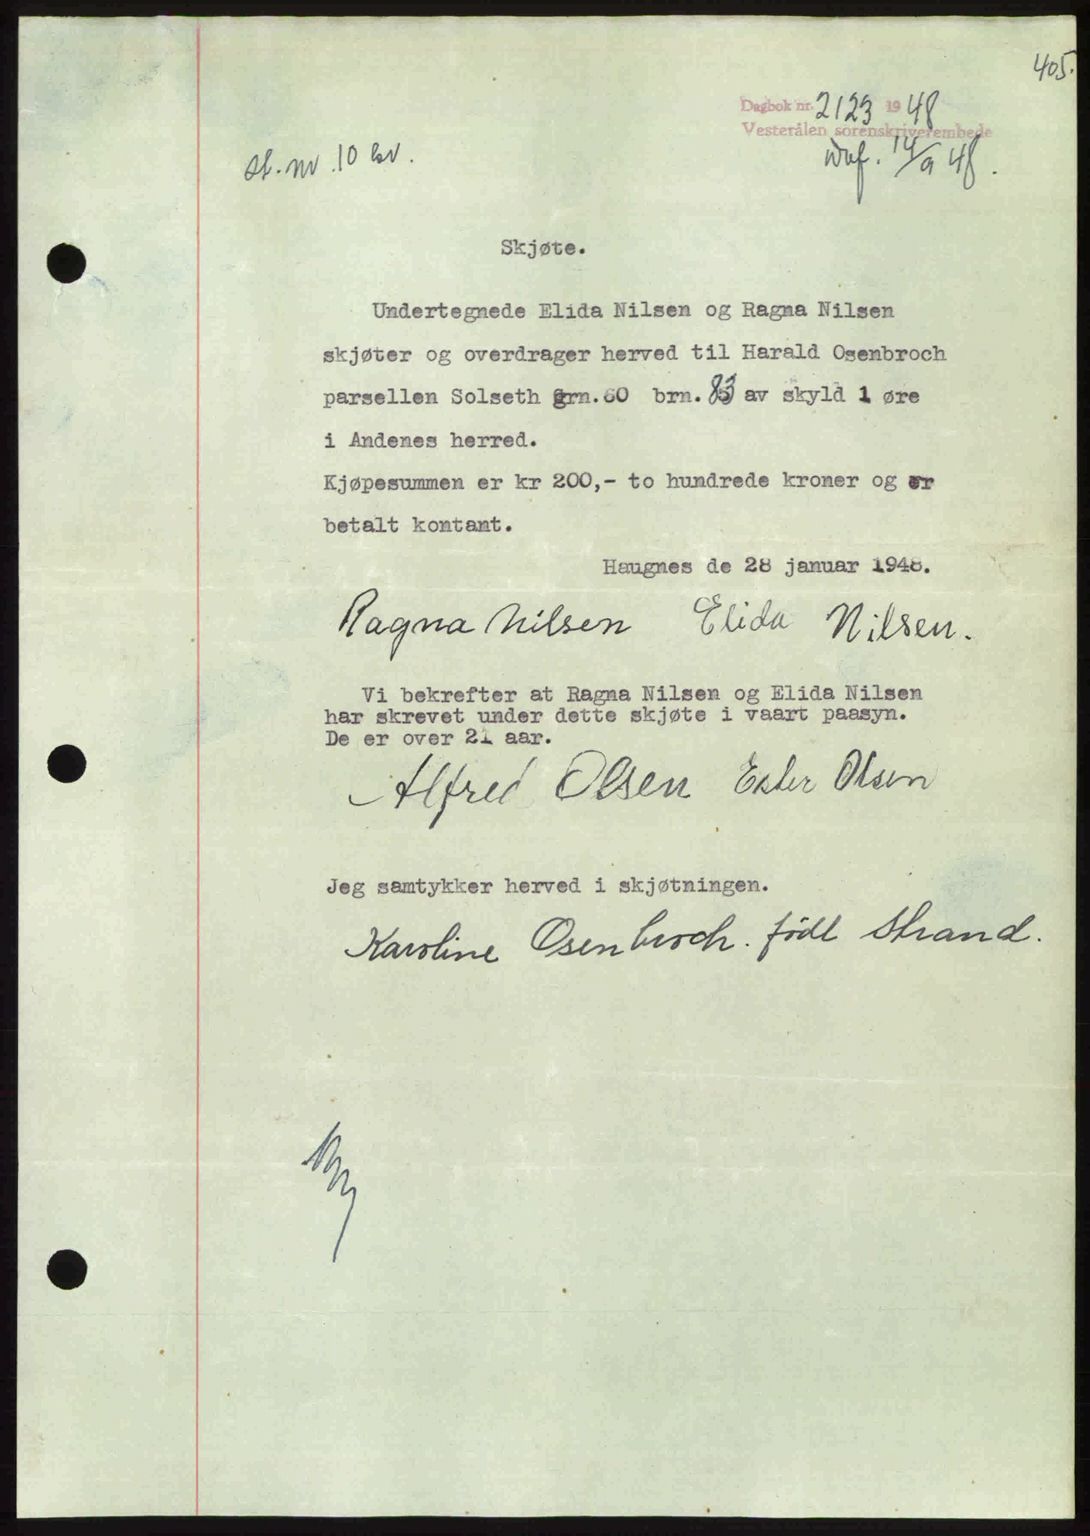 405.
Dagbok nr. 2123 1948
Vesterålen sorenskriverembede
st. nr. 10 kv.
14/9 48.
Skjøte.
Undertegnede Elida Nilsen og Ragna Nilsen
skjøter og overdrager herved til Harald Osenbroch
parsellen Solseth grn.60 brn. 83 av skyld 1 øre
i Andenes herred.
Kjøpesummen er kr 200,- to hundrede kroner og er
betalt kontant.
Haugnes de 28 januar 1948.
Ragna Nilsen Elida Nilsen.
Vi bekrefter at Ragna Nilsen og Elida Nilsen
har skrevet under dette skjøte i vaart paasyn.
De er over 21 aar.
Alfred Olsen Ester Olsen
Jeg samtykker herved i skjøtningen.
Karoline Osenbroch. født Strand.